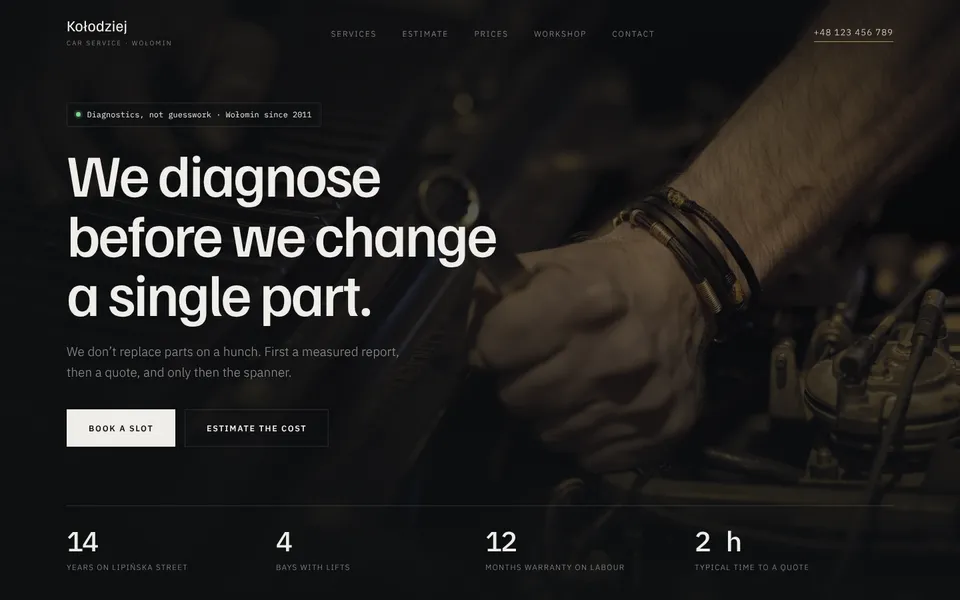 Kołodziej
CAR SERVICE · WOŁOMIN
SERVICES ESTIMATE PRICES WORKSHOP CONTACT
+48 123 456 789
Diagnostics, not guesswork · Wołomin since 2011
We diagnose
before we change
a single part.
We don't replace parts on a hunch. First a measured report,
then a quote, and only then the spanner.
BOOK A SLOT ESTIMATE THE COST
14 4 12 2 h
YEARS ON LIPIŃSKA STREET BAYS WITH LIFTS MONTHS WARRANTY ON LABOUR TYPICAL TIME TO A QUOTE